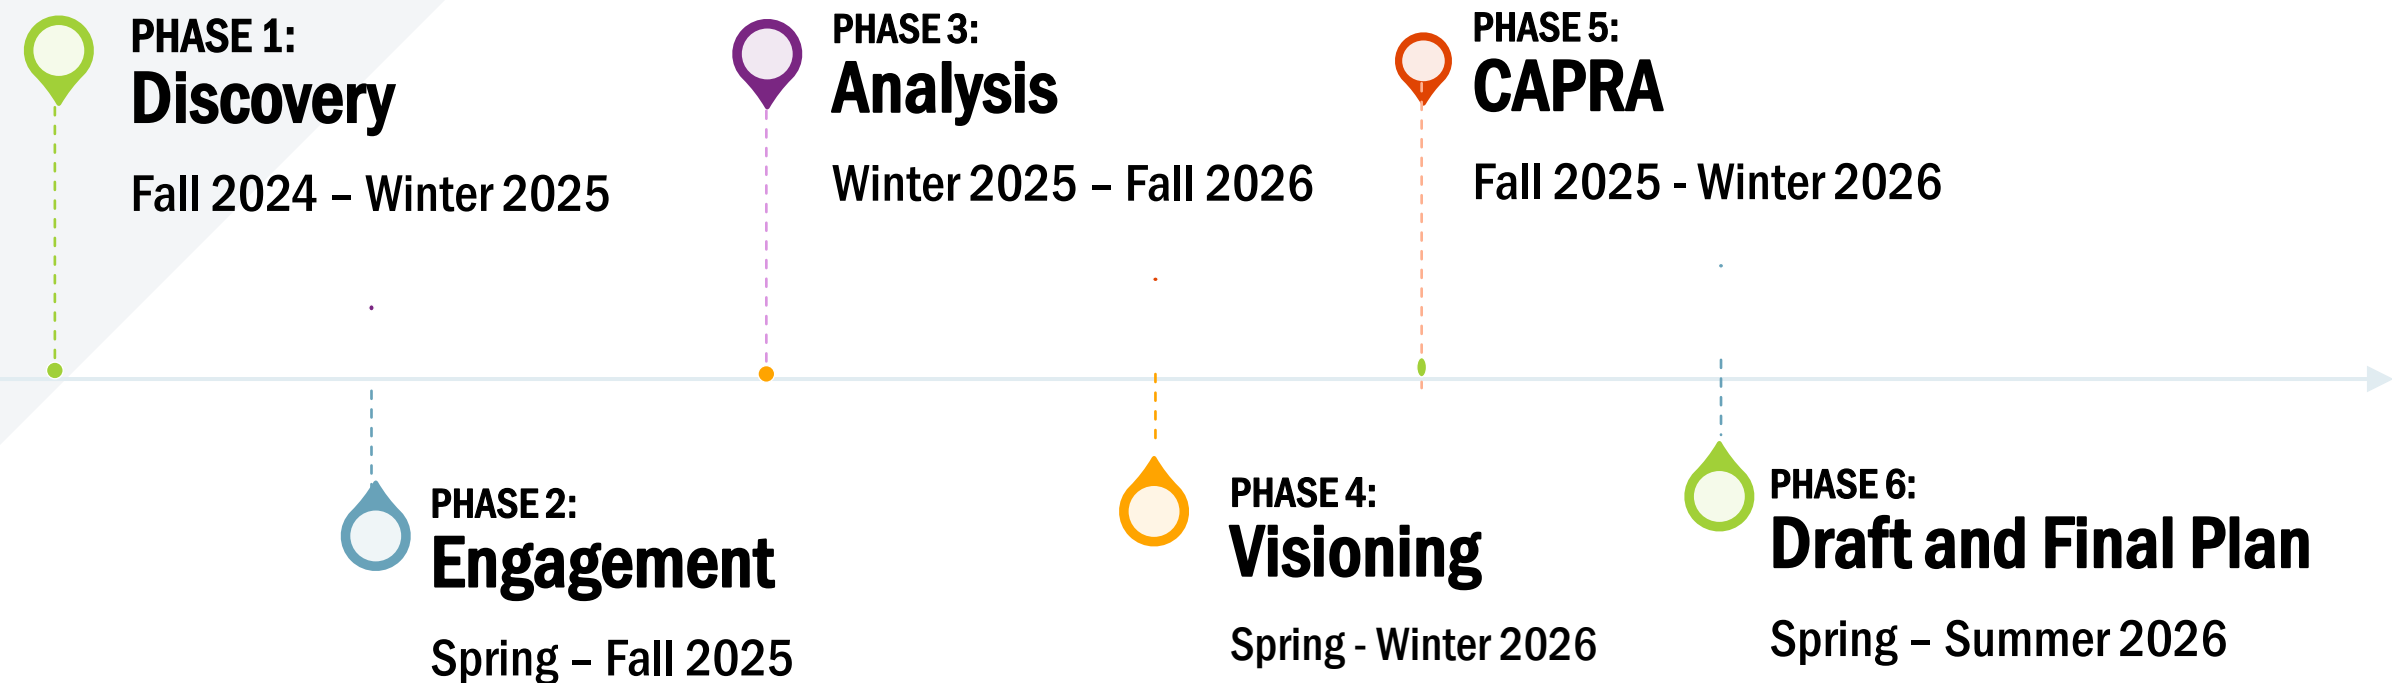 PHASE 1:
Discovery
Fall 2024 – Winter 2025
PHASE 2:
Engagement
Spring – Fall 2025
PHASE 3:
Analysis
Winter 2025 – Fall 2026
PHASE 4:
Visioning
Spring - Winter 2026
PHASE 5:
CAPRA
Fall 2025 - Winter 2026
PHASE 6:
Draft and Final Plan
Spring – Summer 2026